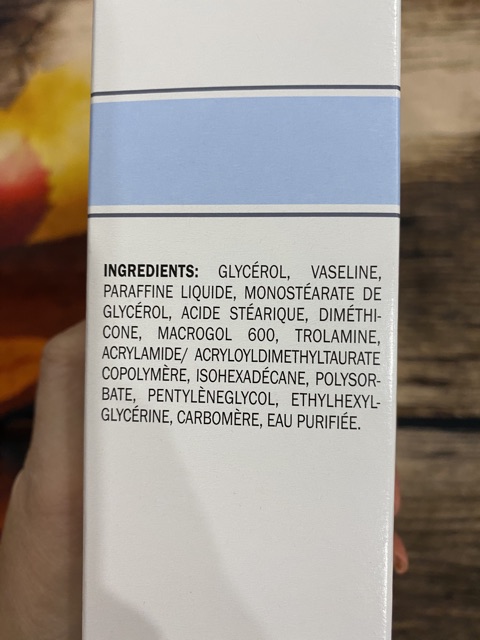 INGREDIENTS: GLYCÉROL, VASELINE,
PARAFFINE LIQUIDE, MONOSTÉARATE DE
GLYCÉROL, ACIDE STÉARIQUE, DIMÉTHI-
CONE, MACROGOL 600, TROLAMINE,
ACRYLAMIDE/ ACRYLOYLDIMETHYLTAURATE
COPOLYMÈRE, ISOHEXADÉCANE, POLYSOR-
BATE, PENTYLÈNEGLYCOL, ETHYLHEXYL-
GLYCÉRINE, CARBOMÈRE, EAU PURIFIÉE.